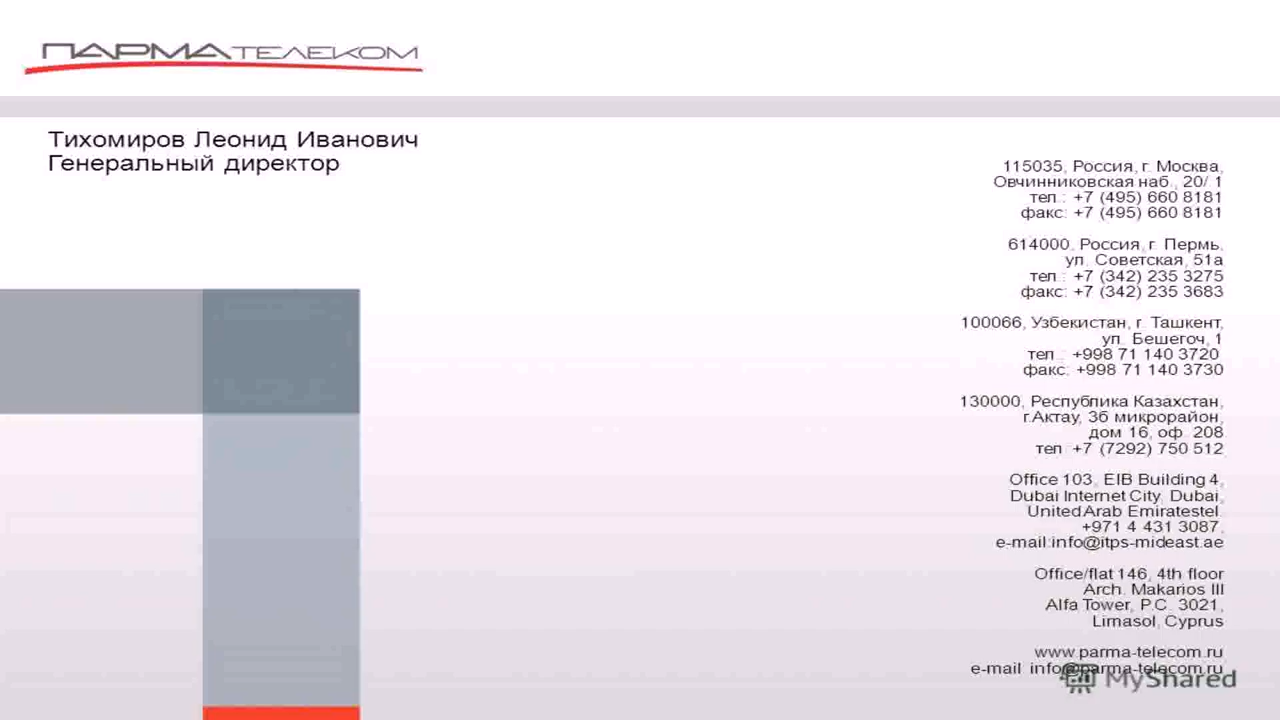 ПАРМАТЕЛЕКОМ
Тихомиров Леонид Иванович
Генеральный директор
115035, Россия, г. Москва,
Овчинниковская наб., 20/ 1
тел.: +7 (495) 660 8181
факс: +7 (495) 660 8181
614000, Россия, г. Пермь,
ул. Советская, 51а
тел.: +7 (342) 235 3275
факс: +7 (342) 235 3683
100066, Узбекистан, г. Ташкент,
ул. Бешегоч, 1
тел.: +998 71 140 3720
факс: +998 71 140 3730
130000, Республика Казахстан,
г.Актау, 3б микрорайон,
дом 16, оф. 208
тел. +7 (7292) 750 512
Office 103, EIB Building 4,
Dubai Internet City, Dubai,
United Arab Emiratestel.
+971 4 431 3087,
e-mail:info@itps-mideast.ae
Office/flat 146, 4th floor
Arch. Makarios III
Alfa Tower, P.C. 3021,
Limasol, Cyprus
www.parma-telecom.ru
e-mail: info@parma-telecom.ru
MyShared